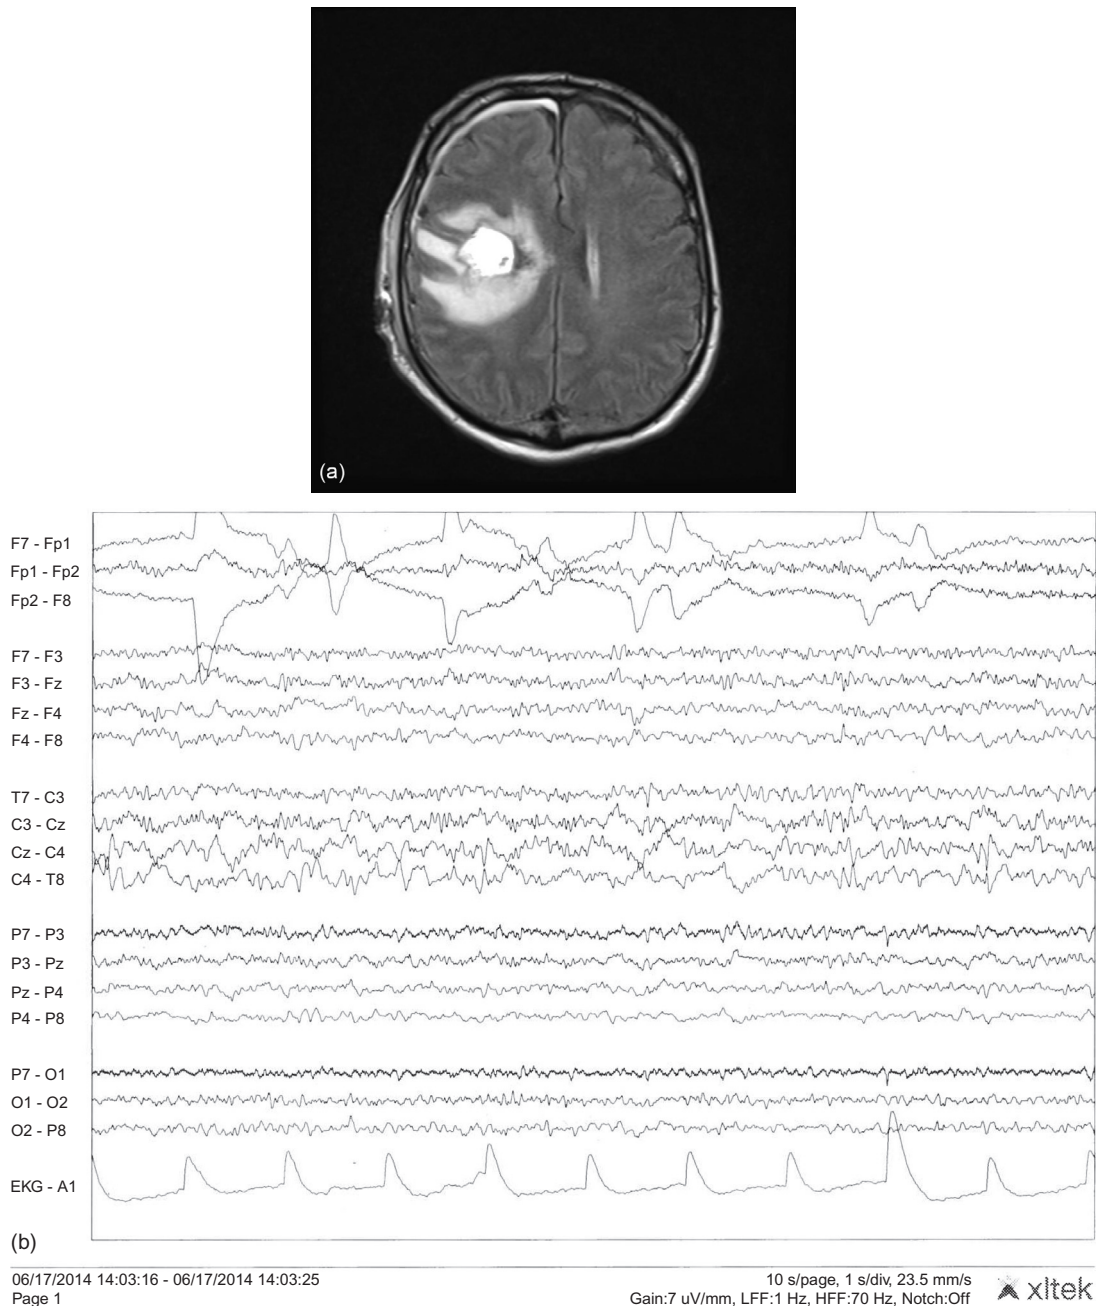 (a)
F7 - Fp1
Fp1 - Fp2
Fp2 - F8
F7 - F3
F3 - Fz
Fz - F4
F4 - F8
T7 - C3
C3 - Cz
Cz - C4
C4 - T8
P7 - P3
P3 - Pz
Pz - P4
P4 - P8
P7 - O1
O1 - O2
O2 - P8
EKG - A1
(b)
06/17/2014 14:03:16 - 06/17/2014 14:03:25
Page 1
10 s/page, 1 s/div, 23.5 mm/s
Gain:7 uV/mm, LFF:1 Hz, HFF:70 Hz, Notch:Off
xltek